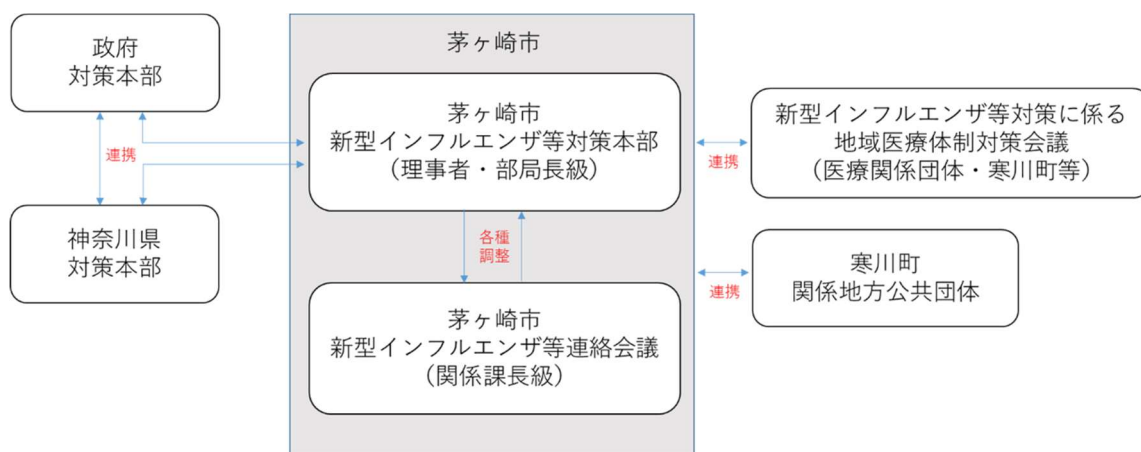 政府
対策本部
連携
神奈川県
対策本部
茅ヶ崎市
茅ヶ崎市
新型インフルエンザ等対策本部
（理事者・部局長級）
各種
調整
茅ヶ崎市
新型インフルエンザ等連絡会議
（関係課長級）
連携
新型インフルエンザ等対策に係る
地域医療体制対策会議
（医療関係団体・寒川町等）
連携
寒川町
関係地方公共団体